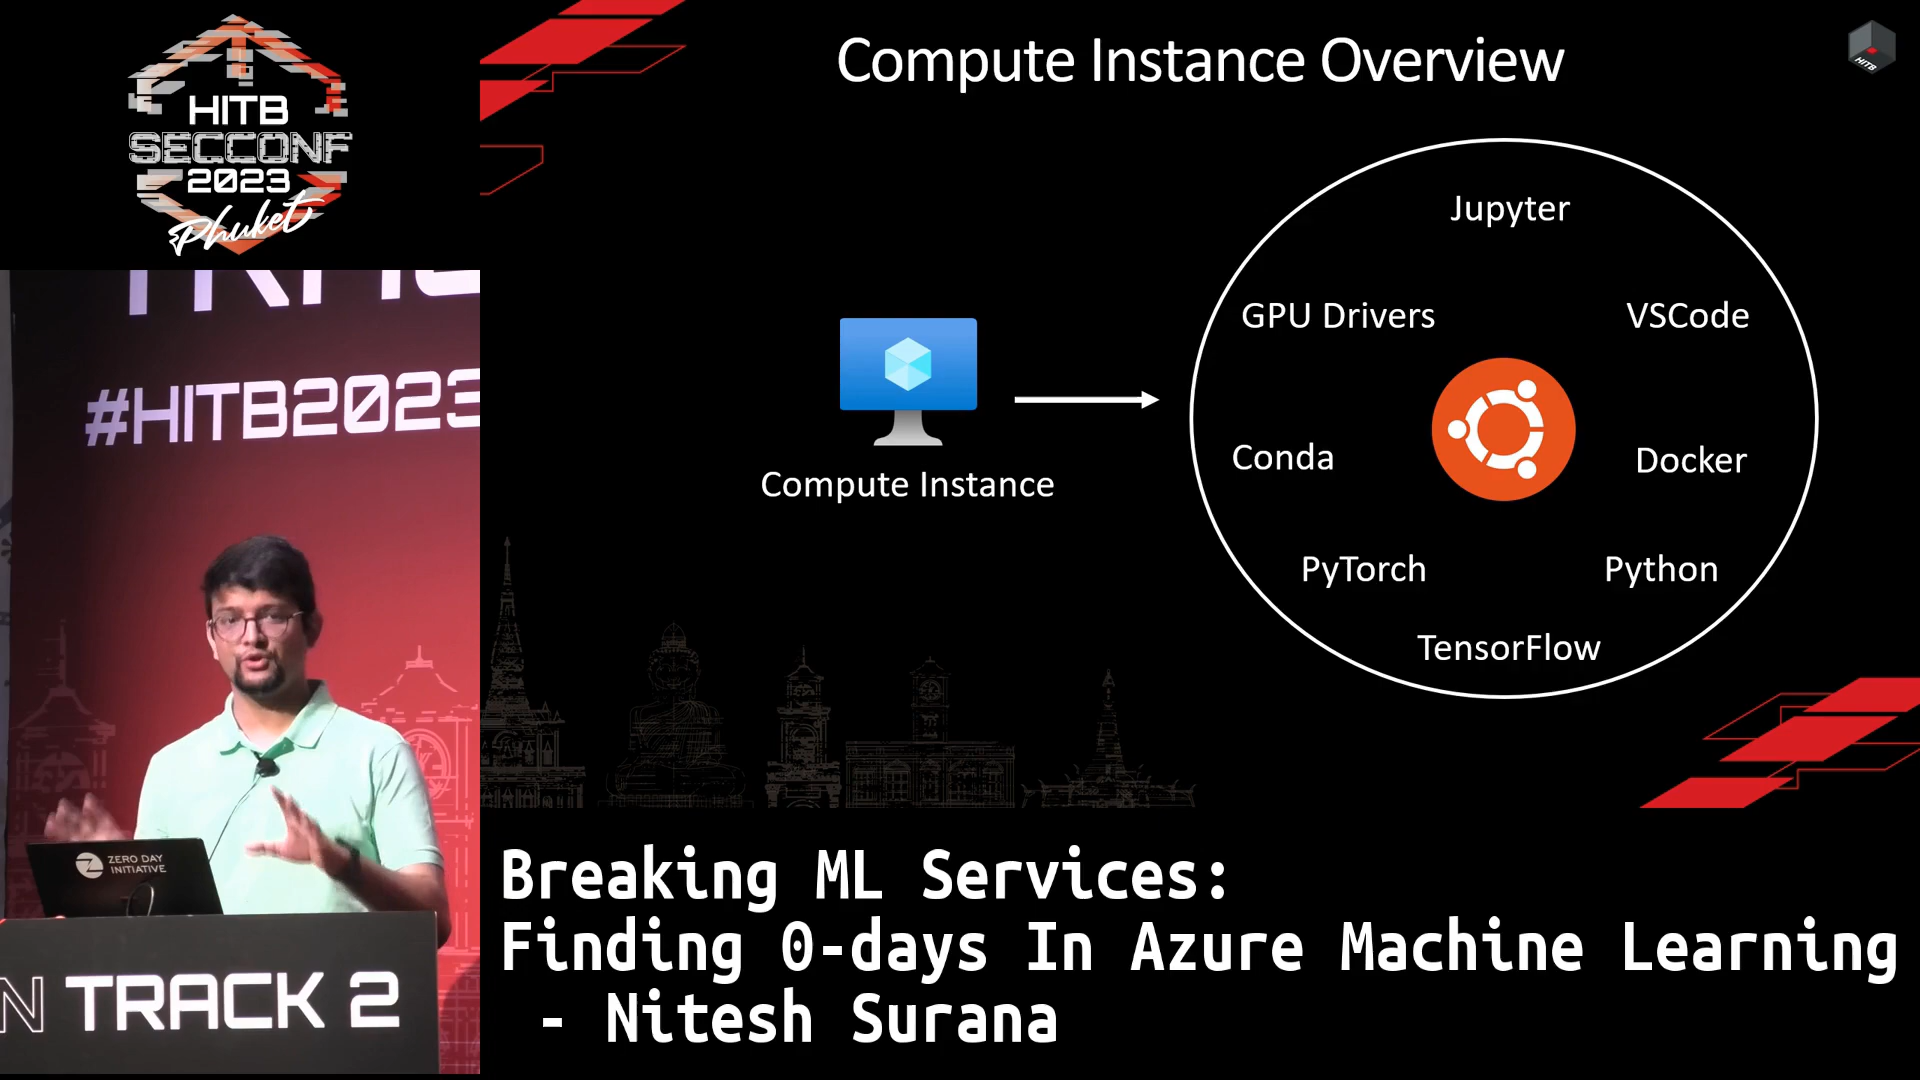 HITB
SECCONF
2023
Phuket
#HITB2023
ZERO DAY
INITIATIVE
N TRACK 2
Compute Instance Overview
HITB
Compute Instance
Jupyter
GPU Drivers
VSCode
Conda
Docker
PyTorch
Python
TensorFlow
Breaking ML Services:
Finding 0-days In Azure Machine Learning
- Nitesh Surana